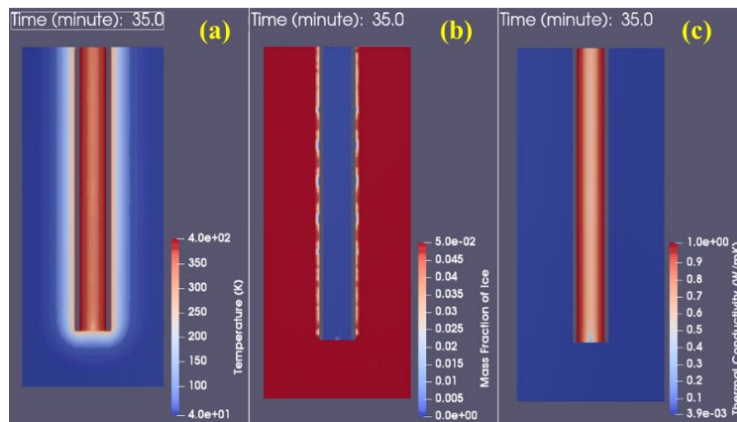 Time (minute): 35.0
(a)
4.0e+02
350
300
250
200
150
100
4.0e+01
Temperature (K)
Time (minute): 35.0
(b)
5.0e-02
0.045
0.04
0.035
0.03
0.025
0.02
0.015
0.01
0.005
0.0e+00
Mass Fraction of Ice
Time (minute): 35.0
(c)
1.0e+00
0.9
0.8
0.7
0.6
0.5
0.4
0.3
0.2
0.1
3.9e-03
Thermal Conductivity (W/mK)